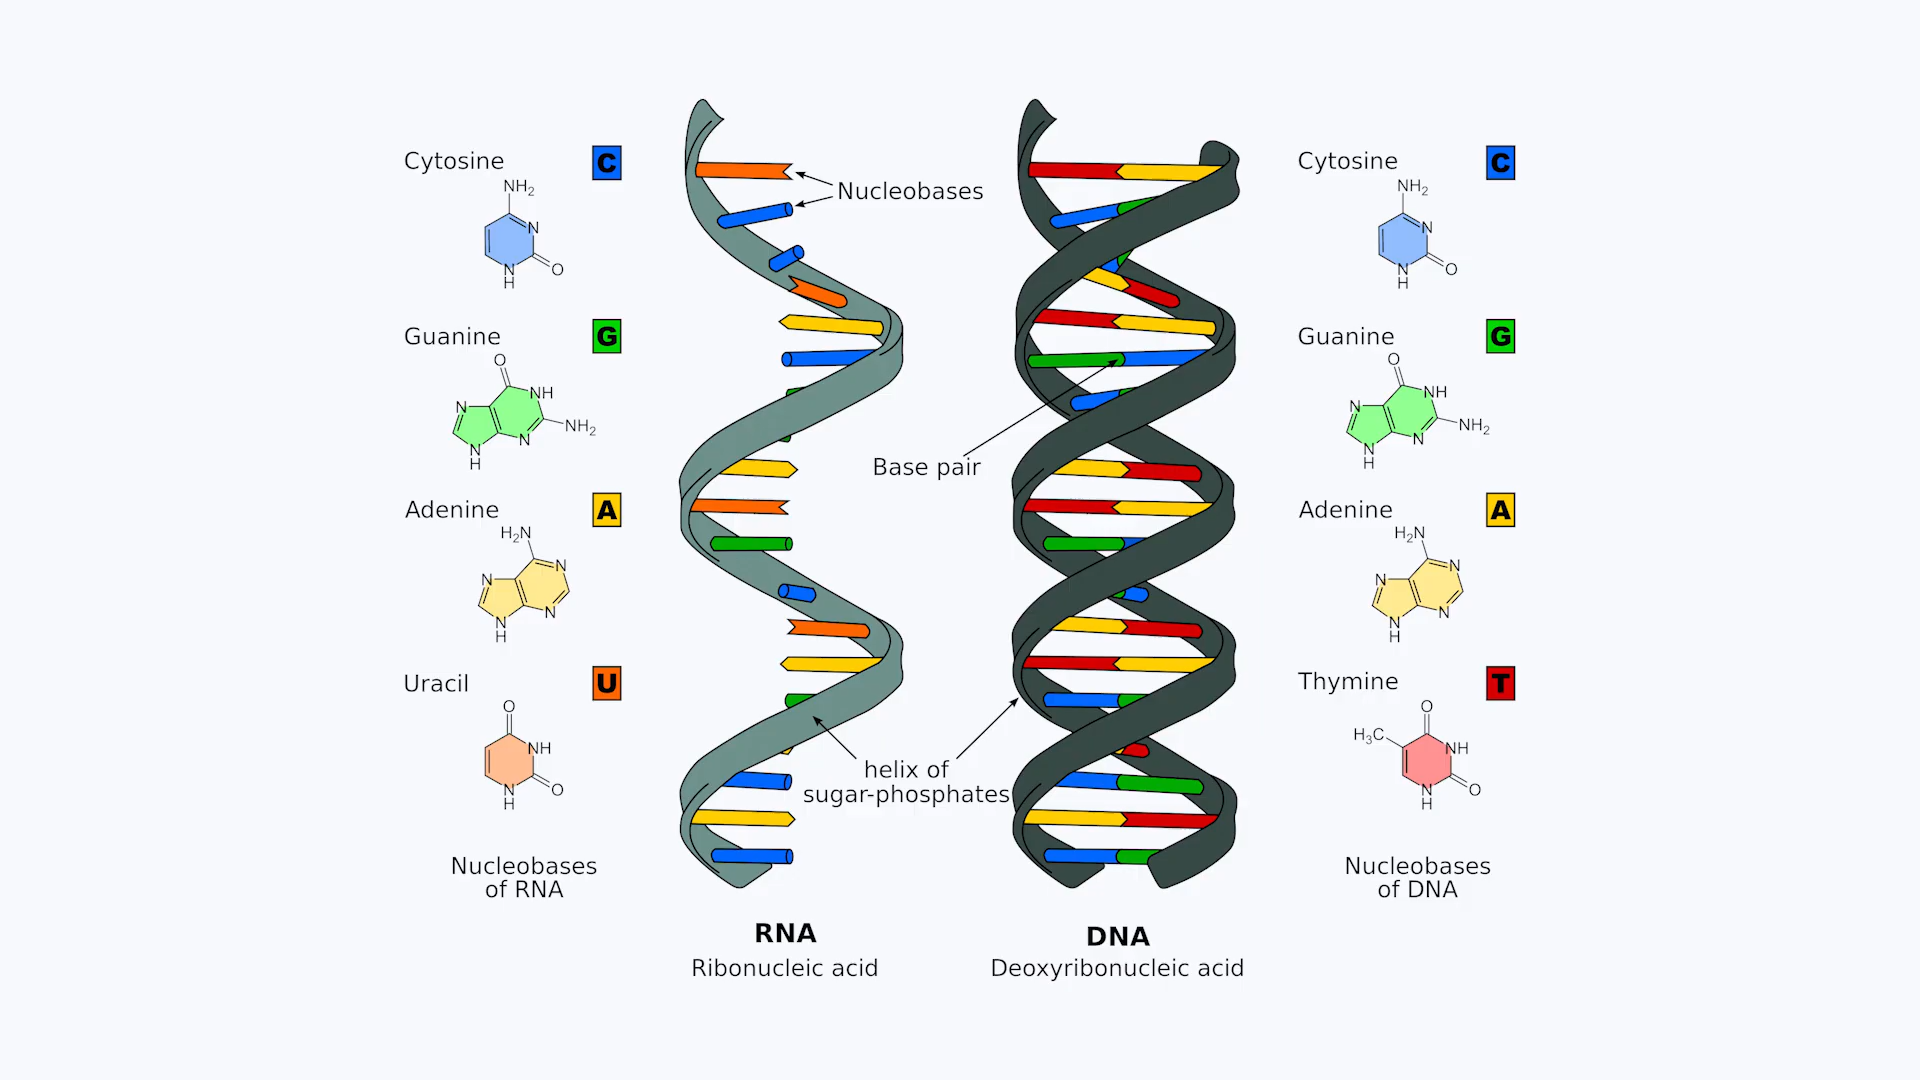 Cytosine
C
NH₂
N
N
H
O
Guanine
G
O
N
NH
N
H
N
NH₂
Adenine
A
H₂N
N
N
N
H
N
Uracil
U
O
NH
N
H
O
Nucleobases
of RNA
Nucleobases
Base pair
helix of
sugar-phosphates
RNA
Ribonucleic acid
DNA
Deoxyribonucleic acid
Cytosine
C
NH₂
N
N
H
O
Guanine
G
O
N
NH
N
H
N
NH₂
Adenine
A
H₂N
N
N
N
H
N
Thymine
T
O
H₃C
NH
N
H
O
Nucleobases
of DNA